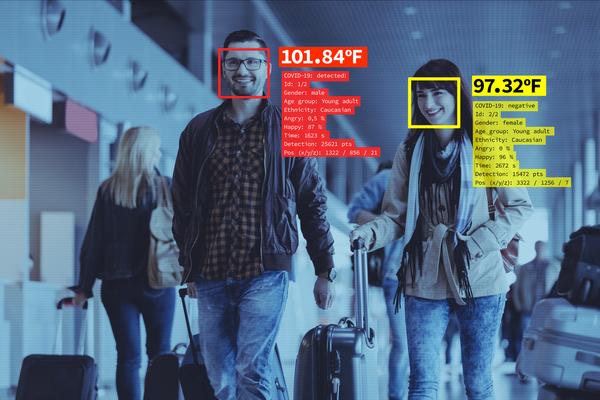 101.84ºF
COVID-19: detected:
Id: 1/2
Gender: male
Age group: Young adult
Ethnicity: Caucasian
Angry: 0,5 %
Happy: 87 %
Time: 1623 s
Detection: 25621 pts
Pos (x/y/z): 1322 / 856 / 21
97.32ºF
COVID-19: negative
Id: 2/2
Gender: female
Age group: Young adult
Ethnicity: Caucasian
Angry: 0 %
Happy: 96 %
Time: 2672 s
Detection: 15472 pts
Pos (x/y/z): 3322 / 1256 / 7